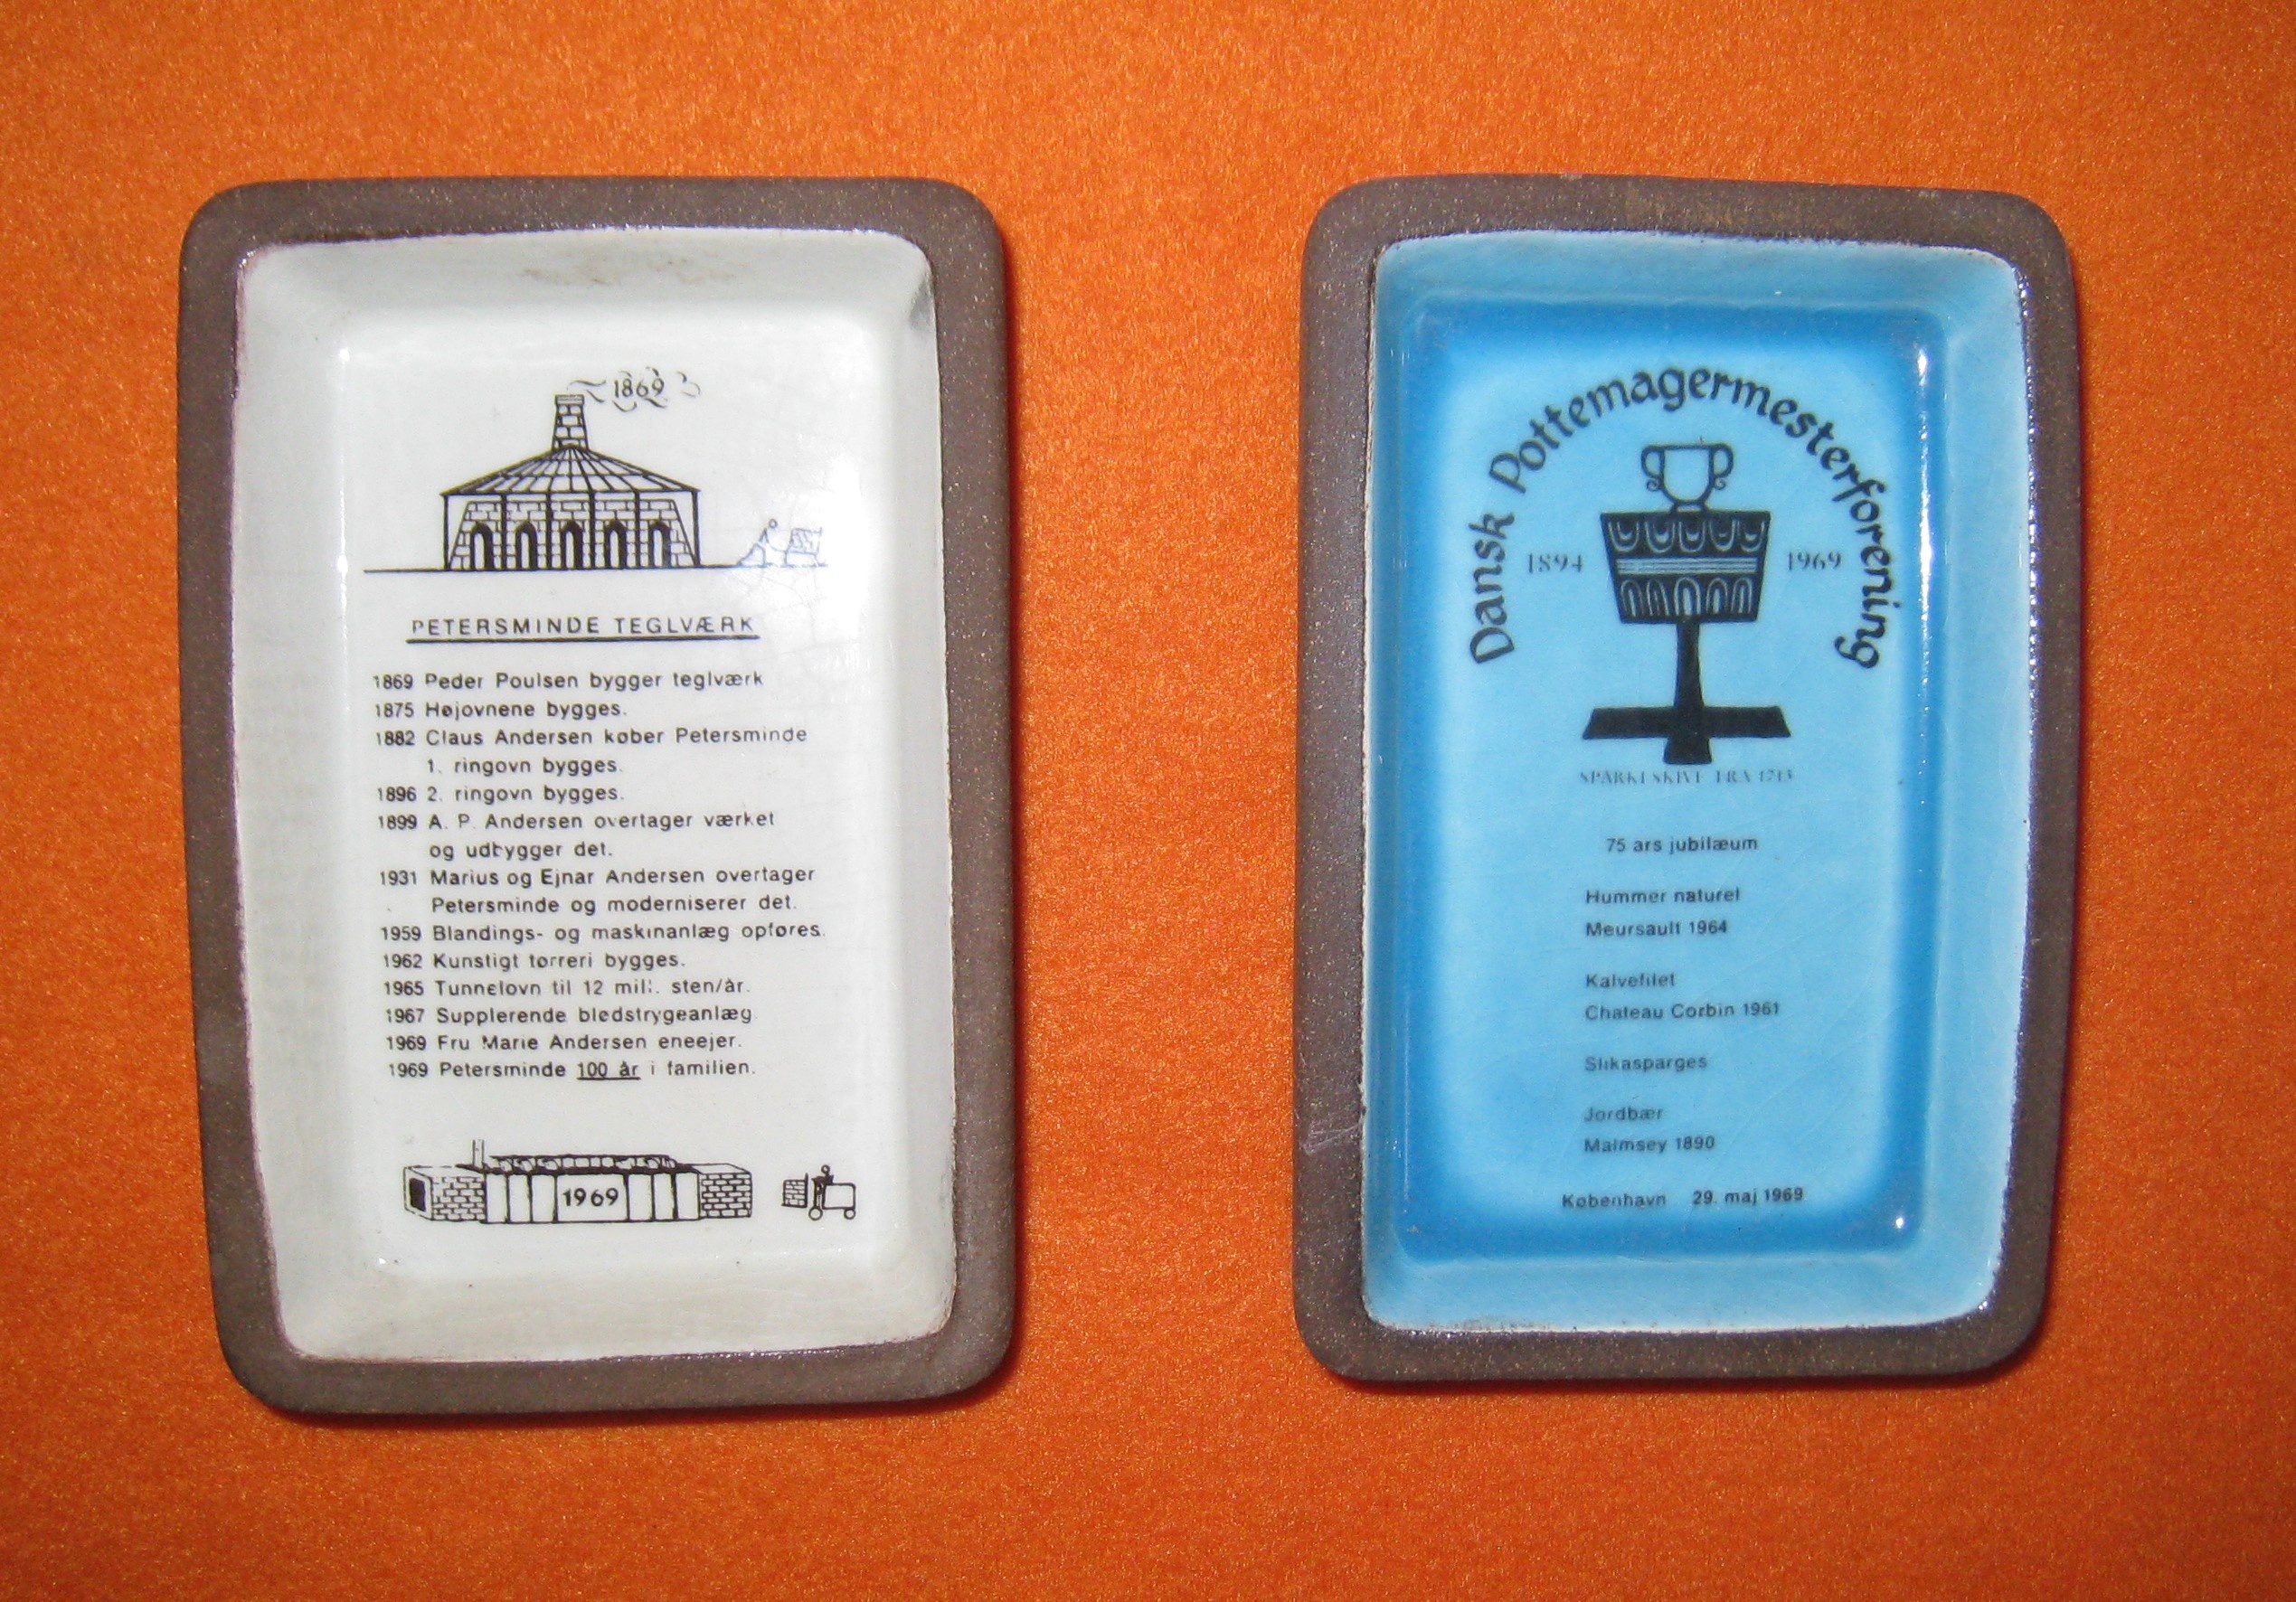 1869
PETERSMINDE TEGLVÆRK
1869 Peder Poulsen bygger teglværk
1875 Højovnene bygges.
1882 Claus Andersen køber Petersminde
1. ringovn bygges.
1896 2. ringovn bygges.
1899 A. P. Andersen overtager værket
og udbygger det.
1931 Marius og Ejnar Andersen overtager
Petersminde og moderniserer det.
1959 Blandings- og maskinanlæg opføres.
1962 Kunstigt tørreri bygges.
1965 Tunnelovn til 12 mill. sten/år.
1967 Supplerende blødstrygeanlæg
1969 Fru Marie Andersen eneejer.
1969 Petersminde 100 år i familien.
1969
Dansk Pottemagermesterforening
1894 1969
SPARKESKIVE FRA
75 ars jubilæum
Hummer naturel
Meursault 1964
Kalvefilet
Chateau Corbin 1961
Slikasparges
Jordbær
Malmsey 1890
København 29. maj 1969